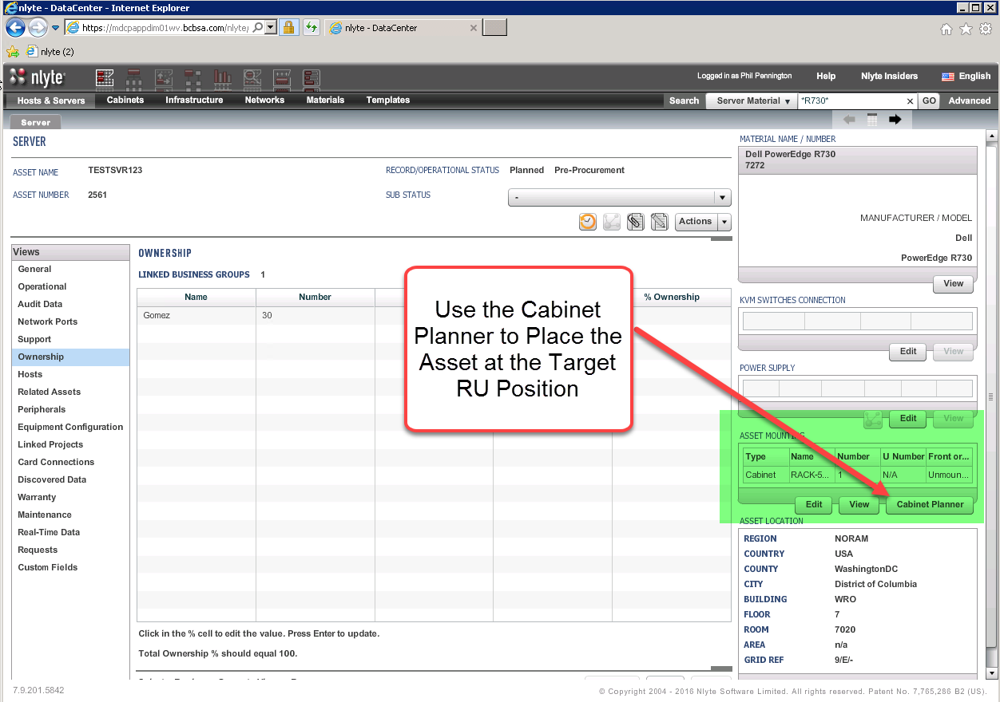 nlyte - DataCenter - Internet Explorer
https://mdcpappdim01wv.bcbsa.com/nlyte/
nlyte - DataCenter
nlyte (2)
nlyte
Logged in as Phil Pennington
Help
Nlyte Insiders
English
Hosts & Servers
Cabinets
Infrastructure
Networks
Materials
Templates
Search
Server Material
*R730*
GO
Advanced
Server
SERVER
ASSET NAME TESTSVR123
RECORD/OPERATIONAL STATUS Planned Pre-Procurement
ASSET NUMBER 2561
SUB STATUS -
Actions
Views
General
Operational
Audit Data
Network Ports
Support
Ownership
Hosts
Related Assets
Peripherals
Equipment Configuration
Linked Projects
Card Connections
Discovered Data
Warranty
Maintenance
Real-Time Data
Requests
Custom Fields
OWNERSHIP
LINKED BUSINESS GROUPS 1
Name Number % Ownership
Gomez 30
Use the Cabinet
Planner to Place the
Asset at the Target
RU Position
Click in the % cell to edit the value. Press Enter to update.
Total Ownership % should equal 100.
MATERIAL NAME / NUMBER
Dell PowerEdge R730
7272
MANUFACTURER / MODEL
Dell
PowerEdge R730
View
KVM SWITCHES CONNECTION
Edit View
POWER SUPPLY
Edit View
ASSET MOUNTING
Type Name Number U Number Front or...
Cabinet RACK-5... 1 N/A Unmoun...
Edit View Cabinet Planner
ASSET LOCATION
REGION NORAM
COUNTRY USA
COUNTY WashingtonDC
CITY District of Columbia
BUILDING WRO
FLOOR 7
ROOM 7020
AREA n/a
GRID REF 9/E/-
7.9.201.5842
© Copyright 2004 - 2016 Nlyte Software Limited. All rights reserved. Patent No. 7,765,286 B2 (US).